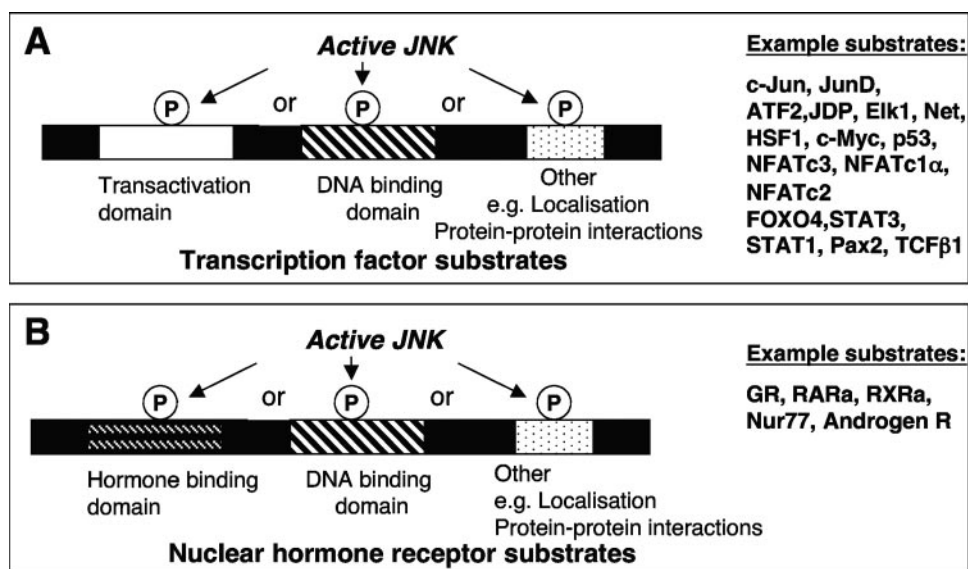 A
Active JNK
P
or
P
or
P
Transactivation
domain
DNA binding
domain
Other
e.g. Localisation
Protein-protein interactions
Transcription factor substrates
Example substrates:
c-Jun, JunD,
ATF2,JDP, Elk1, Net,
HSF1, c-Myc, p53,
NFATc3, NFATc1α,
NFATc2
FOXO4,STAT3,
STAT1, Pax2, TCFβ1
B
Active JNK
P
or
P
or
P
Hormone binding
domain
DNA binding
domain
Other
e.g. Localisation
Protein-protein interactions
Nuclear hormone receptor substrates
Example substrates:
GR, RARa, RXRa,
Nur77, Androgen R